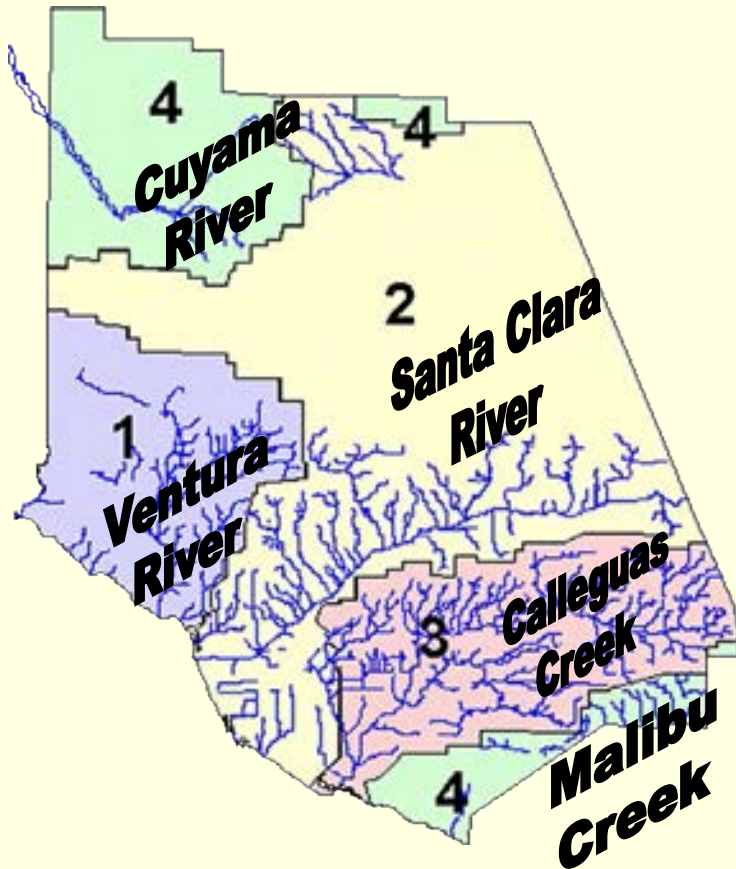 4
4
Cuyama
River
2
Santa Clara
River
1
Ventura
River
3
Calleguas
Creek
4
Malibu
Creek